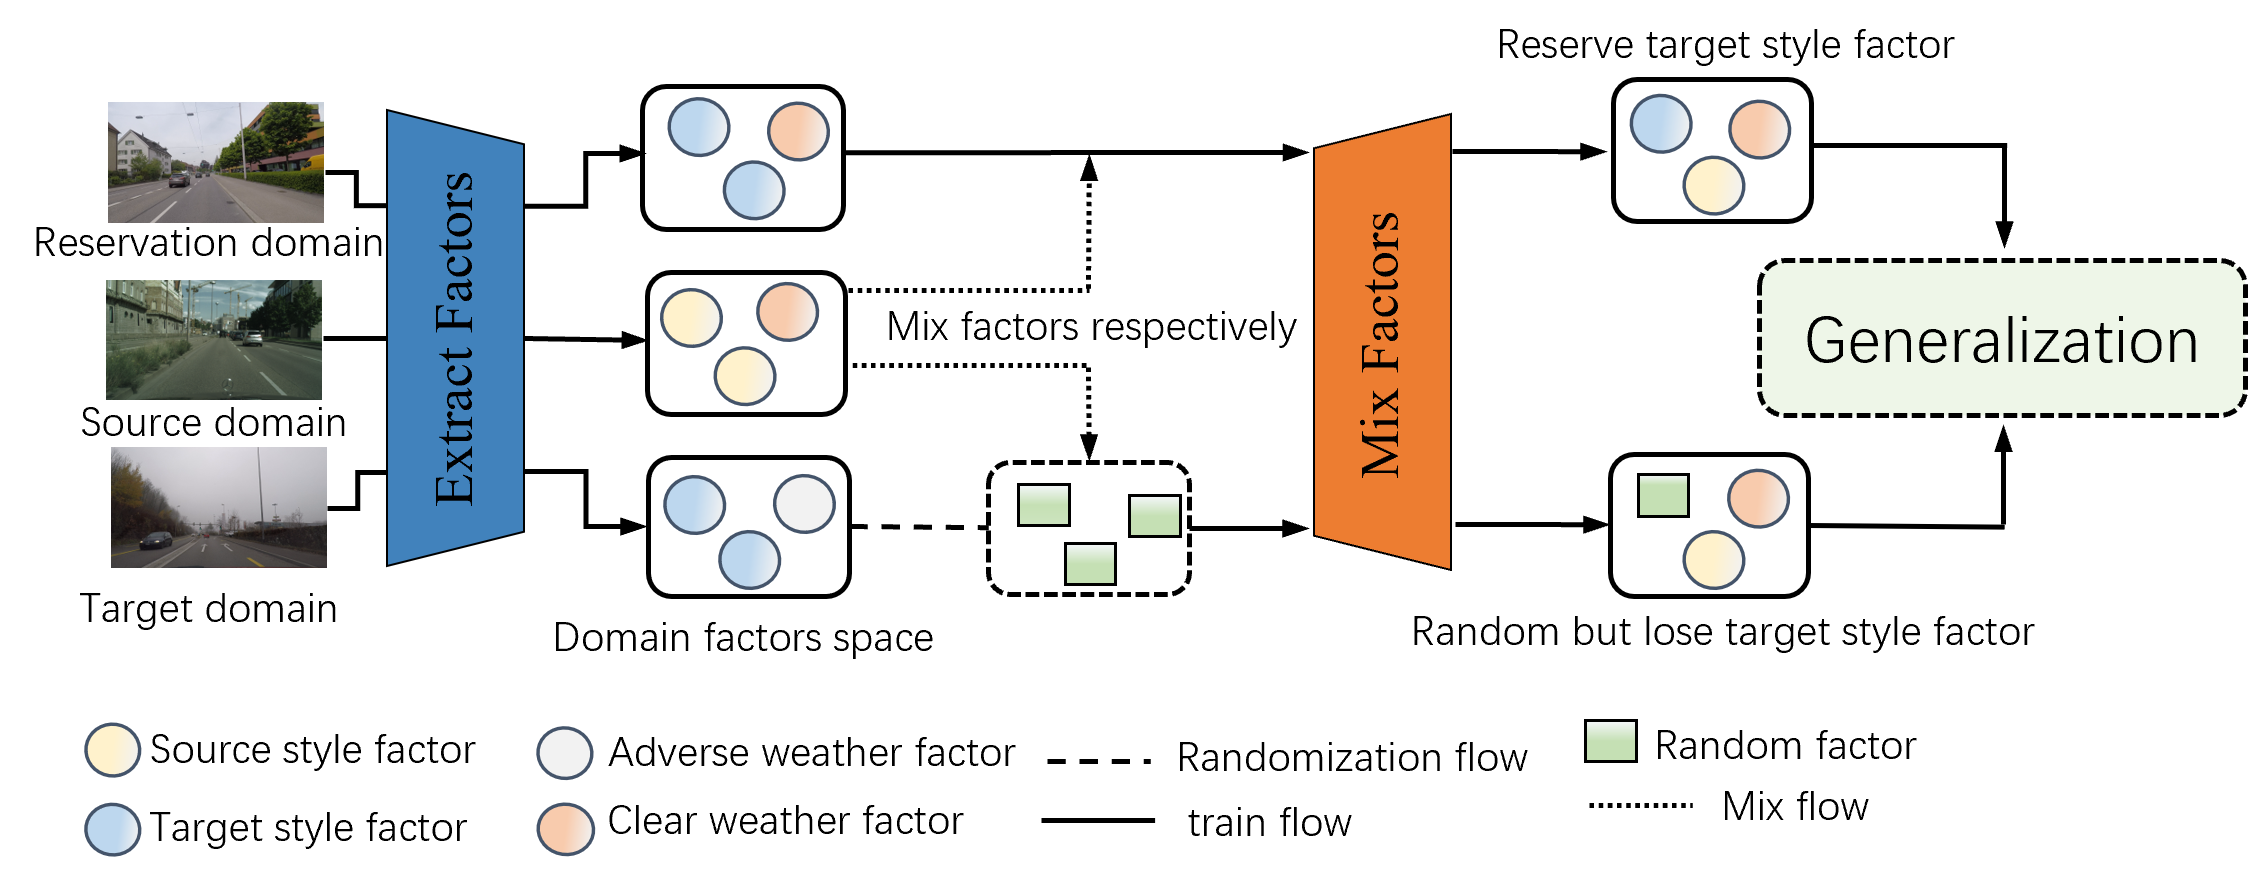 Reserve target style factor
Reservation domain
Extract Factors
Mix Factors
Mix factors respectively
Generalization
Source domain
Target domain
Domain factors space
Random but lose target style factor
Source style factor
Adverse weather factor
Randomization flow
Random factor
Target style factor
Clear weather factor
train flow
Mix flow